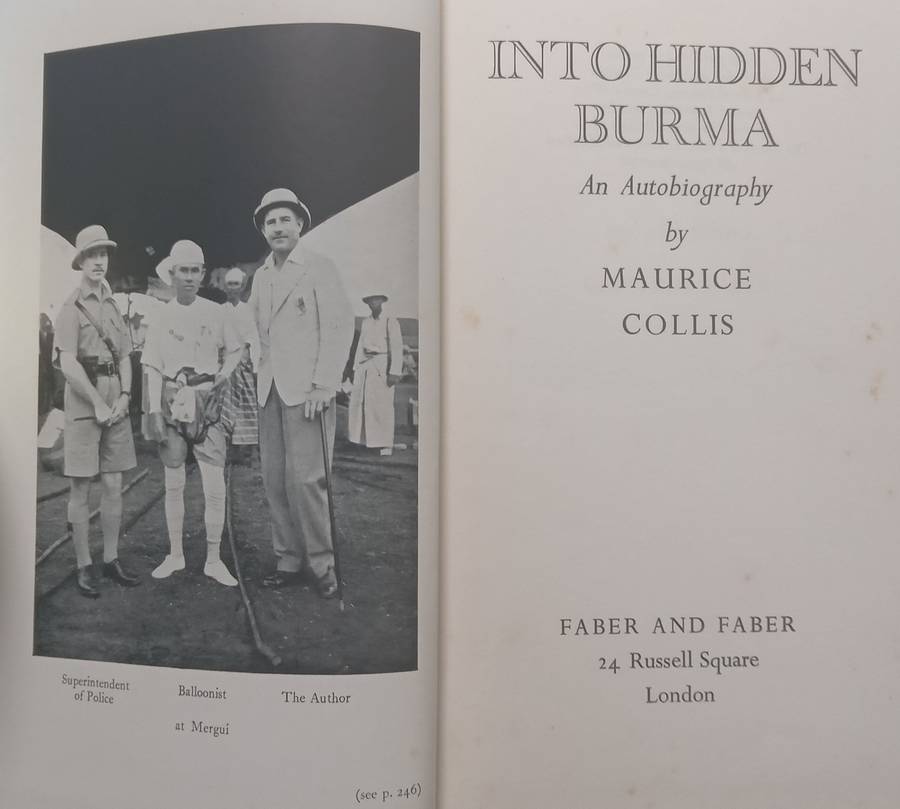 Superintendent
of Police
Balloonist
The Author
at Mergui
(see p. 246)
INTO HIDDEN
BURMA
An Autobiography
by
MAURICE
COLLIS
FABER AND FABER
24 Russell Square
London